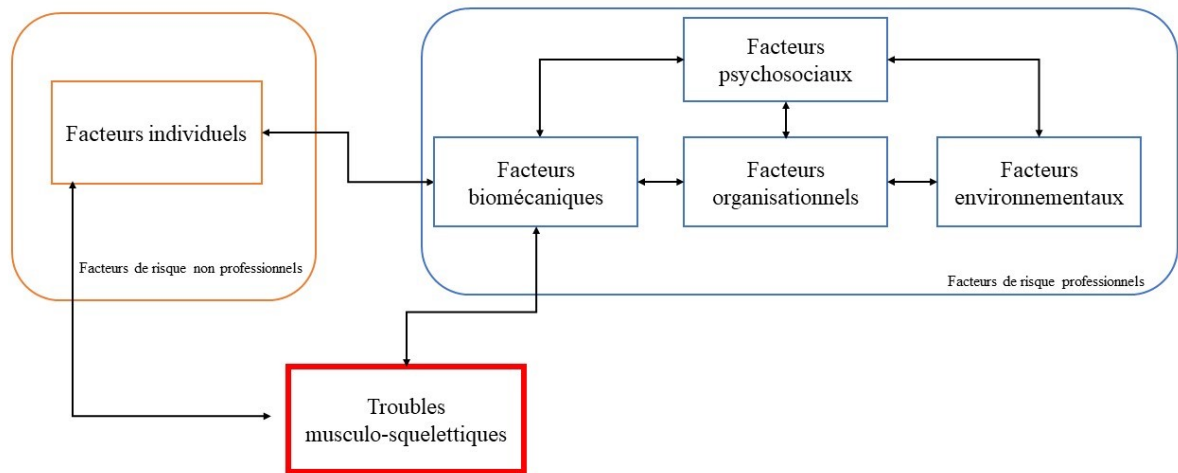 Facteurs
psychosociaux
Facteurs individuels
Facteurs
biomécaniques
Facteurs
organisationnels
Facteurs
environnementaux
Facteurs de risque non professionnels
Facteurs de risque professionnels
Troubles
musculo-squelettiques